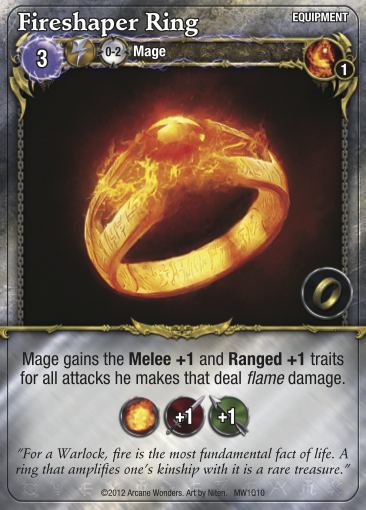 Fireshaper Ring
EQUIPMENT
3
0-2
Mage
1
Mage gains the Melee +1 and Ranged +1 traits
for all attacks he makes that deal flame damage.
+1 +1
"For a Warlock, fire is the most fundamental fact of life. A
ring that amplifies one's kinship with it is a rare treasure."
©2012 Arcane Wonders. Art by Niten. MW1Q10